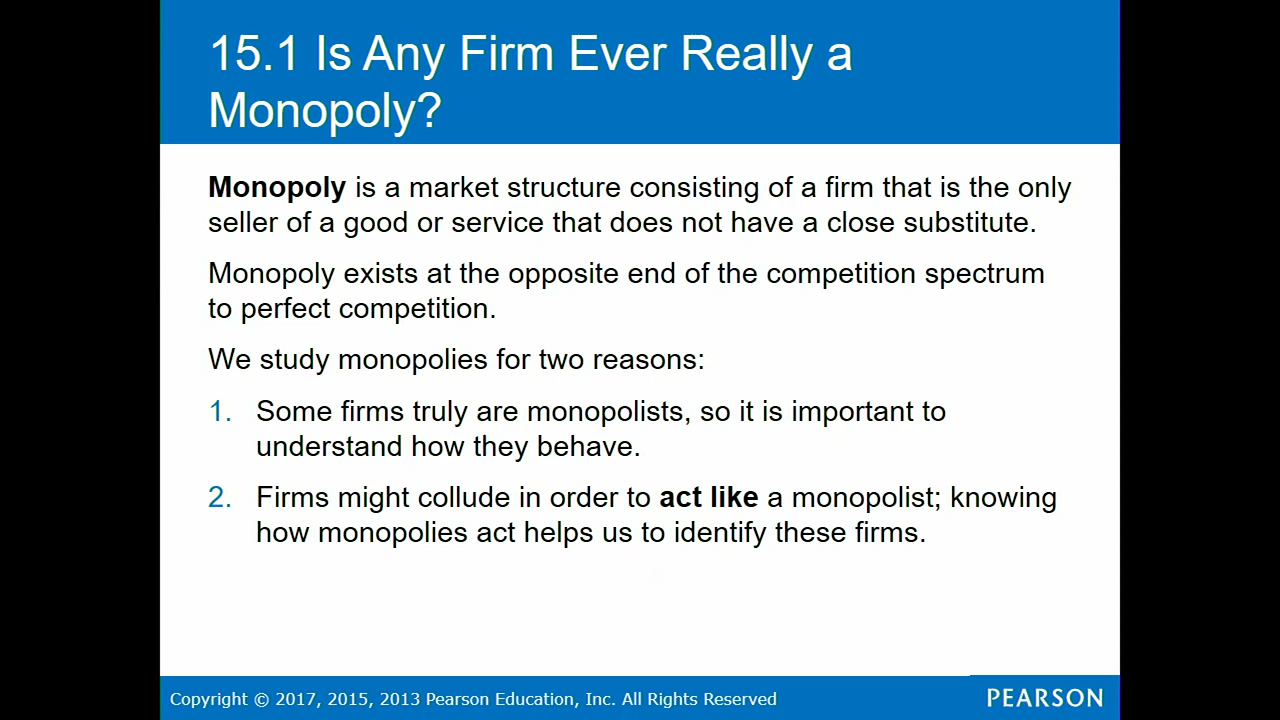 15.1 Is Any Firm Ever Really a
Monopoly?
Monopoly is a market structure consisting of a firm that is the only
seller of a good or service that does not have a close substitute.
Monopoly exists at the opposite end of the competition spectrum
to perfect competition.
We study monopolies for two reasons:
1. Some firms truly are monopolists, so it is important to
understand how they behave.
2. Firms might collude in order to act like a monopolist; knowing
how monopolies act helps us to identify these firms.
Copyright © 2017, 2015, 2013 Pearson Education, Inc. All Rights Reserved
PEARSON